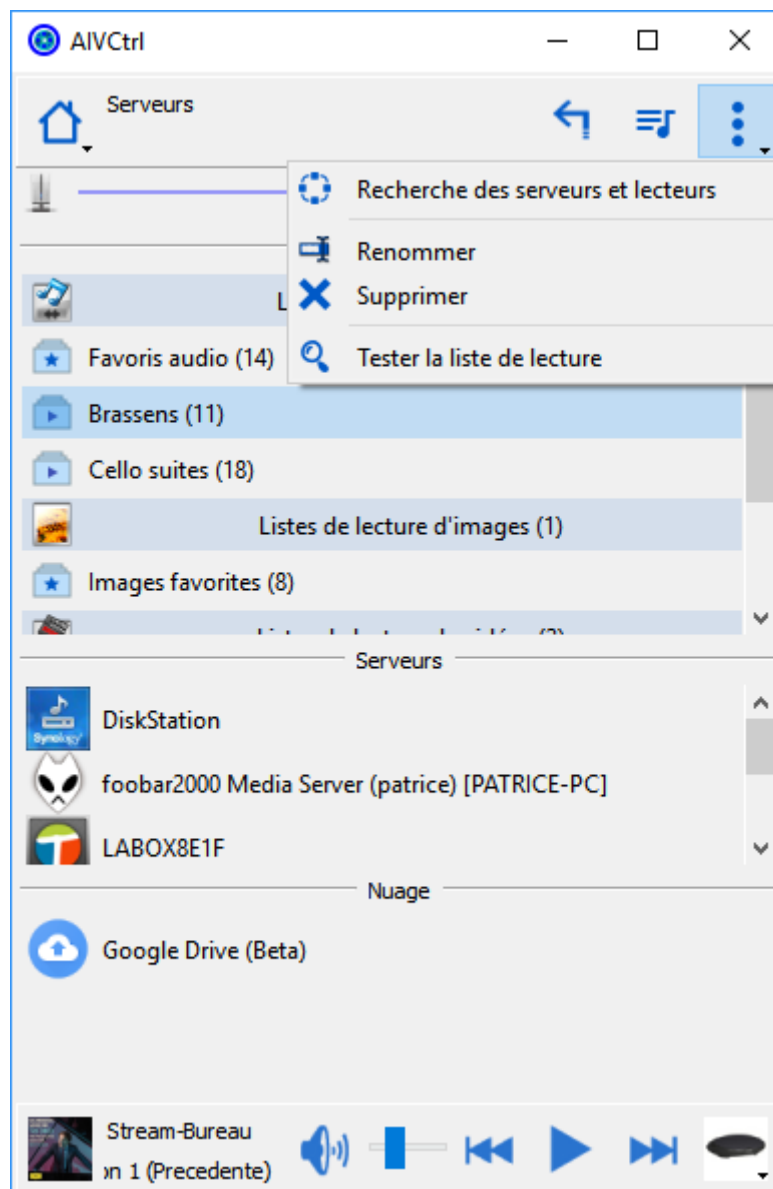 AIVCtrl
Serveurs
Recherche des serveurs et lecteurs
Renommer
Supprimer
Tester la liste de lecture
L
Favoris audio (14)
Brassens (11)
Cello suites (18)
Listes de lecture d'images (1)
Images favorites (8)
Serveurs
Synology
DiskStation
foobar2000 Media Server (patrice) [PATRICE-PC]
LABOX8E1F
Nuage
Google Drive (Beta)
Stream-Bureau
on 1 (Precedente)